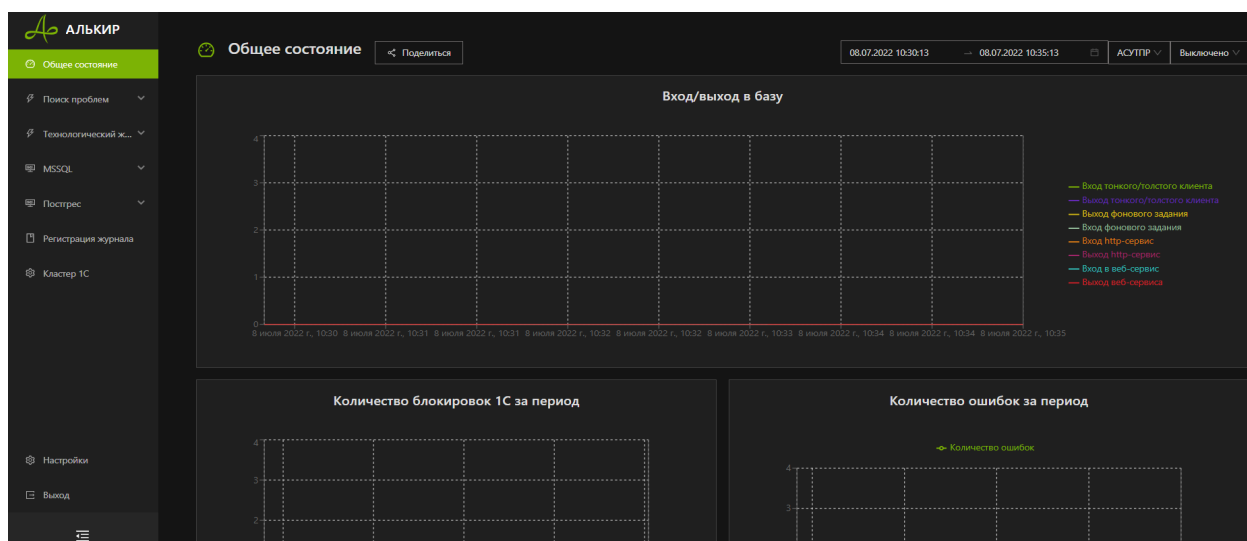 АЛЬКИР
Общее состояние
Поиск проблем
Технологический ж...
MSSQL
Постгрес
Регистрация журнала
Кластер 1С
Настройки
Выход
Общее состояние
Поделиться
08.07.2022 10:30:13 → 08.07.2022 10:35:13
АСУТПР
Выключено
Вход/выход в базу
4
3
2
1
0
8 июля 2022 г., 10:30 8 июля 2022 г., 10:31 8 июля 2022 г., 10:31 8 июля 2022 г., 10:32 8 июля 2022 г., 10:32 8 июля 2022 г., 10:33 8 июля 2022 г., 10:34 8 июля 2022 г., 10:34 8 июля 2022 г., 10:35
Вход тонкого/толстого клиента
Выход тонкого/толстого клиента
Выход фонового задания
Вход фонового задания
Вход http-сервис
Выход http-сервис
Вход в веб-сервис
Выход веб-сервиса
Количество блокировок 1С за период
4
3
2
Количество ошибок за период
Количество ошибок
4
3